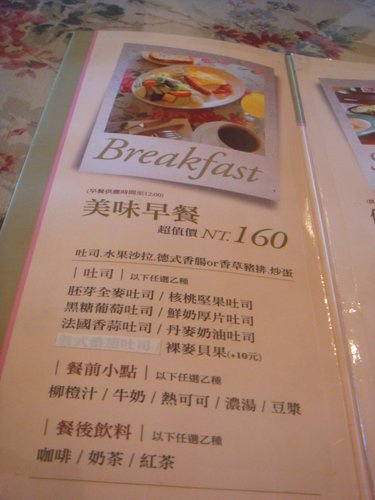 Breakfast
(早餐供應時間至12:00)
美味早餐
超值價 NT.160
吐司.水果沙拉.德式香腸or香草豬排.炒蛋
| 吐司 | 以下任選乙種
胚芽全麥吐司 / 核桃堅果吐司
黑糖葡萄吐司 / 鮮奶厚片吐司
法國香蒜吐司 / 丹麥奶油吐司
吐司 / 裸麥貝果(+10元)
| 餐前小點 | 以下任選乙種
柳橙汁 / 牛奶 / 熱可可 / 濃湯 / 豆漿
| 餐後飲料 | 以下任選乙種
咖啡 / 奶茶 / 紅茶